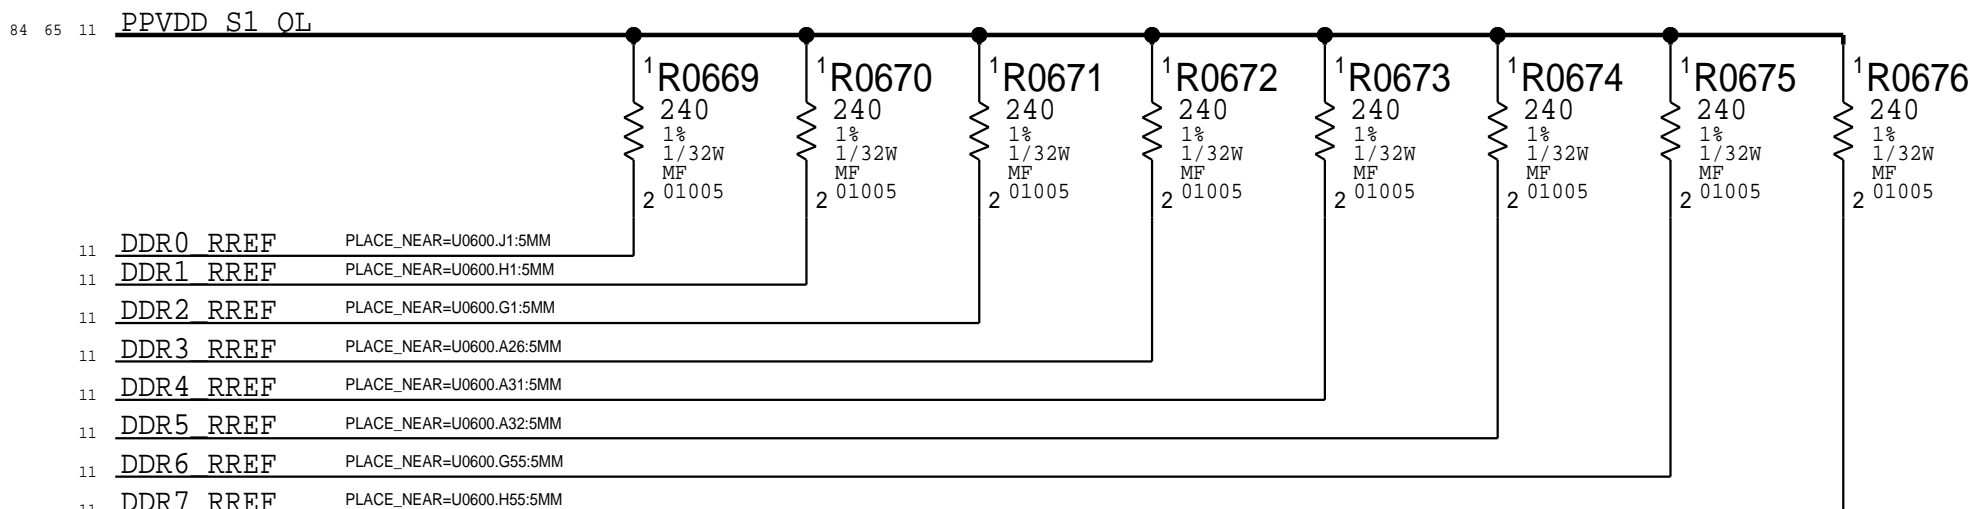 84 65 11 PPVDD_S1_QL
1 R0669 1 R0670 1 R0671 1 R0672 1 R0673 1 R0674 1 R0675 1 R0676
240 240 240 240 240 240 240 240
1% 1% 1% 1% 1% 1% 1% 1%
1/32W 1/32W 1/32W 1/32W 1/32W 1/32W 1/32W 1/32W
MF MF MF MF MF MF MF MF
2 01005 2 01005 2 01005 2 01005 2 01005 2 01005 2 01005 2 01005
11 DDR0_RREF PLACE_NEAR=U0600.J1:5MM
11 DDR1_RREF PLACE_NEAR=U0600.H1:5MM
11 DDR2_RREF PLACE_NEAR=U0600.G1:5MM
11 DDR3_RREF PLACE_NEAR=U0600.A26:5MM
11 DDR4_RREF PLACE_NEAR=U0600.A31:5MM
11 DDR5_RREF PLACE_NEAR=U0600.A32:5MM
11 DDR6_RREF PLACE_NEAR=U0600.G55:5MM
11 DDR7_RREF PLACE_NEAR=U0600.H55:5MM